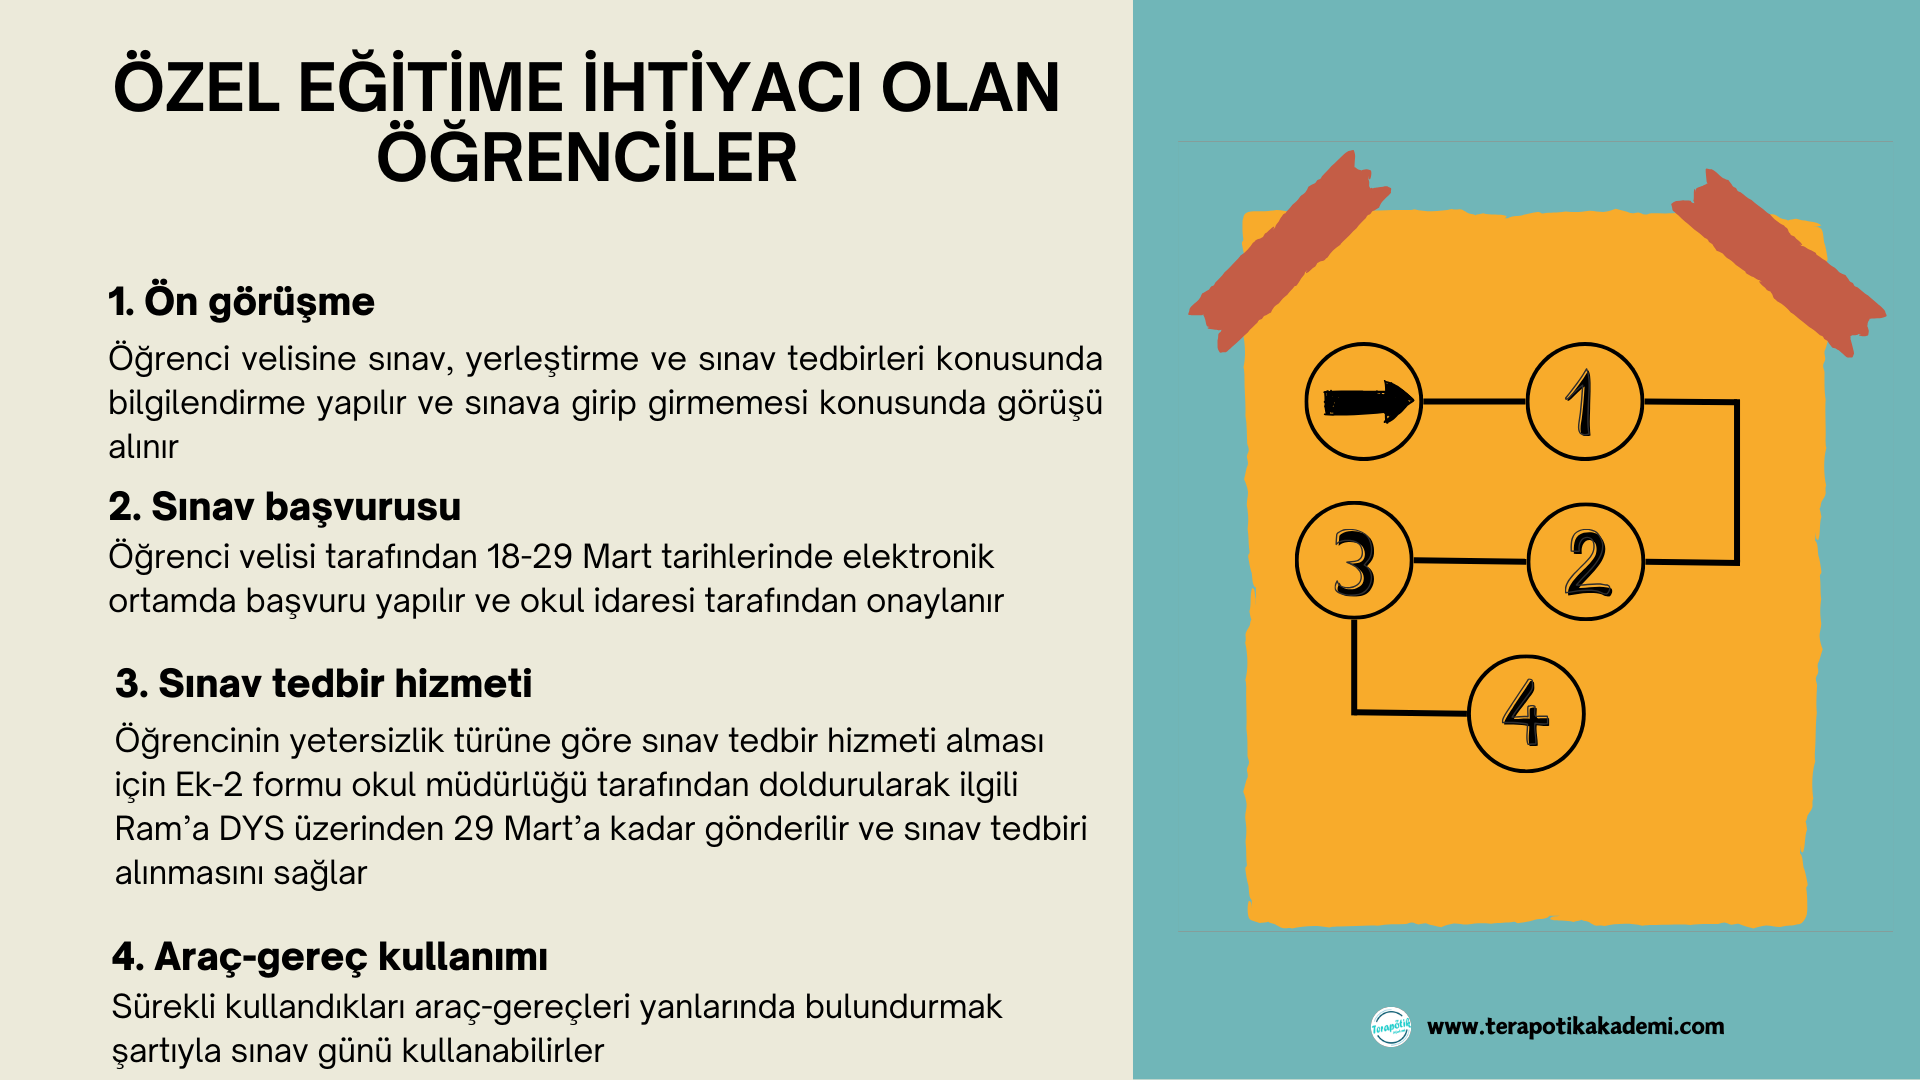 ÖZEL EĞİTİME İHTİYACI OLAN
ÖĞRENCİLER
1. Ön görüşme
Öğrenci velisine sınav, yerleştirme ve sınav tedbirleri konusunda
bilgilendirme yapılır ve sınava girip girmemesi konusunda görüşü
alınır
2. Sınav başvurusu
Öğrenci velisi tarafından 18-29 Mart tarihlerinde elektronik
ortamda başvuru yapılır ve okul idaresi tarafından onaylanır
3. Sınav tedbir hizmeti
Öğrencinin yetersizlik türüne göre sınav tedbir hizmeti alması
için Ek-2 formu okul müdürlüğü tarafından doldurularak ilgili
Ram’a DYS üzerinden 29 Mart’a kadar gönderilir ve sınav tedbiri
alınmasını sağlar
4. Araç-gereç kullanımı
Sürekli kullandıkları araç-gereçleri yanlarında bulundurmak
şartıyla sınav günü kullanabilirler
1
3 2
4
Terapötik
www.terapotikakademi.com